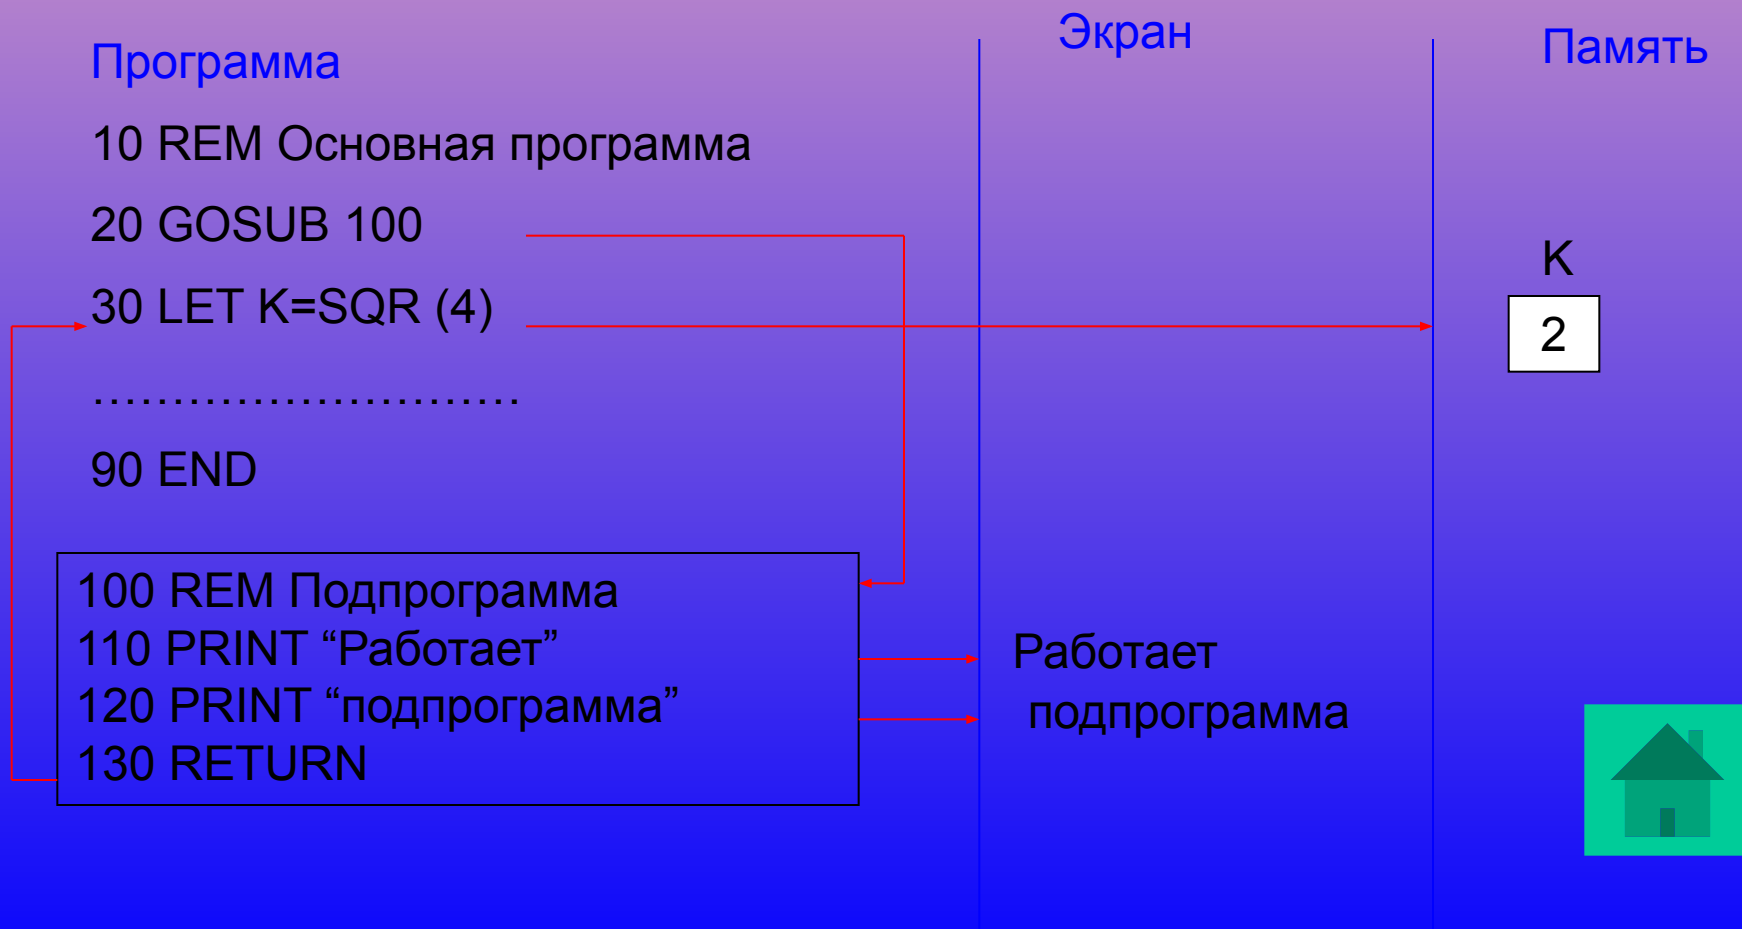 Программа
10 REM Основная программа
20 GOSUB 100
30 LET K=SQR (4)
………………………
90 END
100 REM Подпрограмма
110 PRINT “Работает”
120 PRINT “подпрограмма”
130 RETURN
Экран
Работает
подпрограмма
Память
K
2